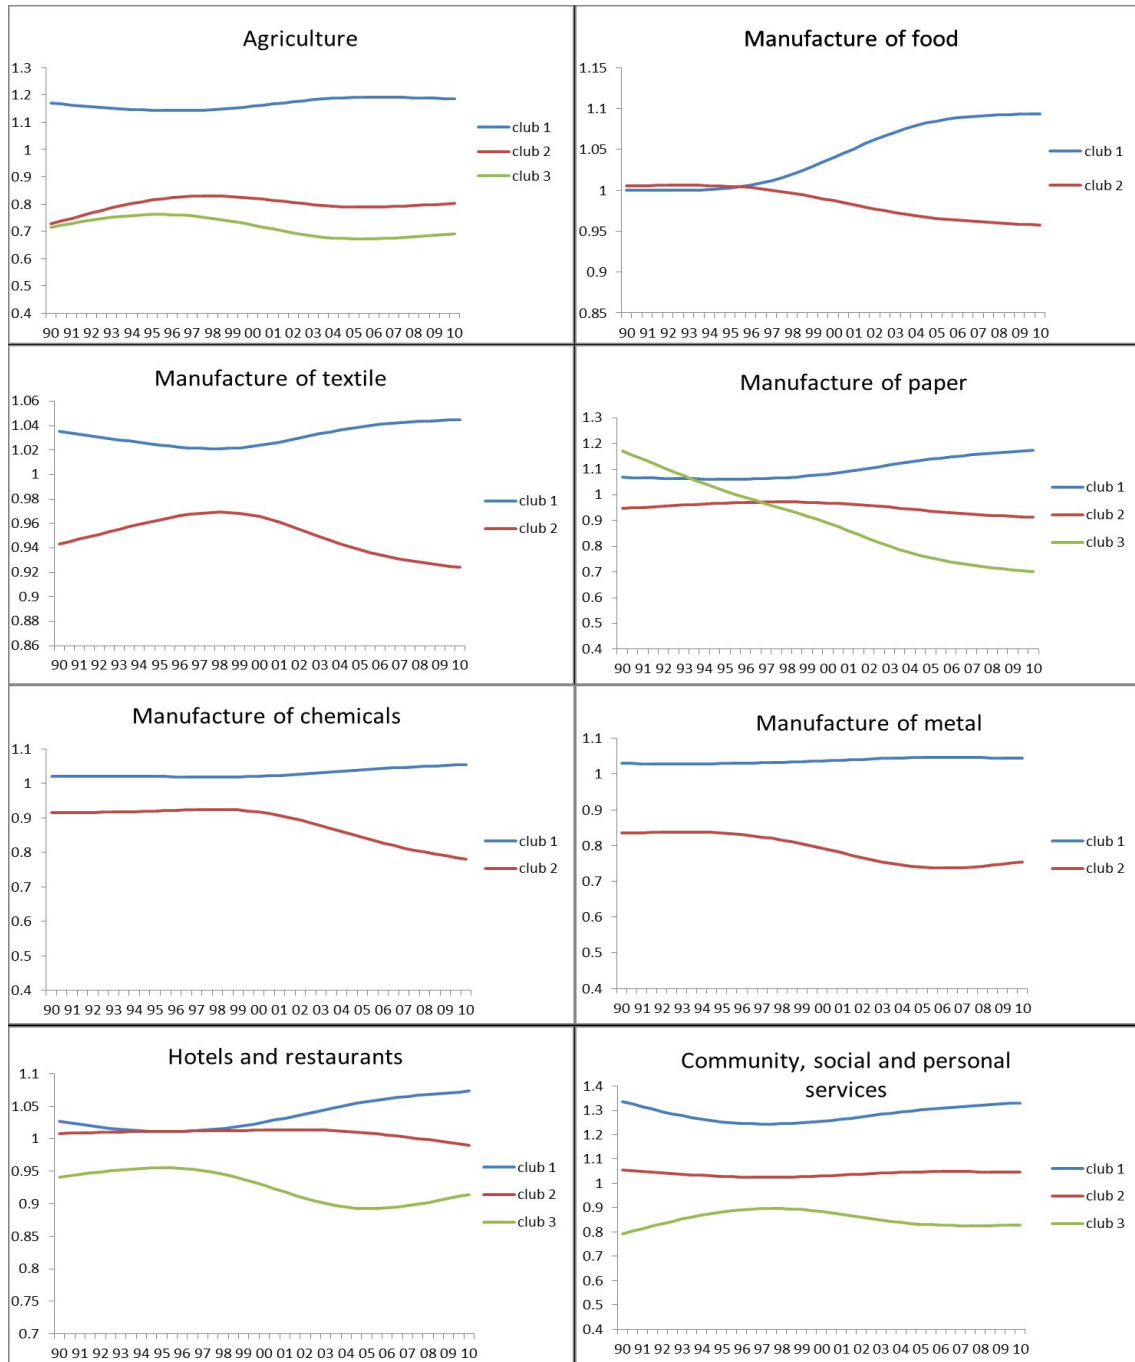 Agriculture
1.3
1.2
1.1
1
0.9
0.8
0.7
0.6
0.5
0.4
90 91 92 93 94 95 96 97 98 99 00 01 02 03 05 06 07 08 09 10
club 1
club 2
club 3
Manufacture of food
1.15
1.1
1.05
1
0.95
0.9
0.85
90 91 92 93 94 95 96 97 98 99 00 01 02 03 04 05 06 07 08 09 10
club 1
club 2
Manufacture of textile
1.06
1.04
1.02
1
0.98
0.96
0.94
0.92
0.9
0.88
0.86
90 91 92 93 94 95 96 97 98 99 00 01 02 03 04 05 06 07 08 09 10
club 1
club 2
Manufacture of paper
1.3
1.2
1.1
1
0.9
0.8
0.7
0.6
0.5
0.4
90 91 92 93 94 95 96 97 98 99 00 01 02 03 04 05 06 07 08 09 10
club 1
club 2
club 3
Manufacture of chemicals
1.1
1
0.9
0.8
0.7
0.6
0.5
0.4
90 91 92 93 94 95 96 97 98 99 00 01 02 03 04 05 06 07 08 09 10
club 1
club 2
Manufacture of metal
1.1
1
0.9
0.8
0.7
0.6
0.5
0.4
90 91 92 93 94 95 96 97 98 99 00 01 02 03 04 05 06 07 08 09 10
club 1
club 2
Hotels and restaurants
1.1
1.05
1
0.95
0.9
0.85
0.8
0.75
0.7
90 91 92 93 94 95 96 97 98 99 00 01 02 03 04 05 06 07 08 09 10
club 1
club 2
club 3
Community, social and personal
services
1.4
1.3
1.2
1.1
1
0.9
0.8
0.7
0.6
0.5
0.4
90 91 92 93 94 95 96 97 98 99 00 01 02 03 04 05 06 07 08 09 10
club 1
club 2
club 3